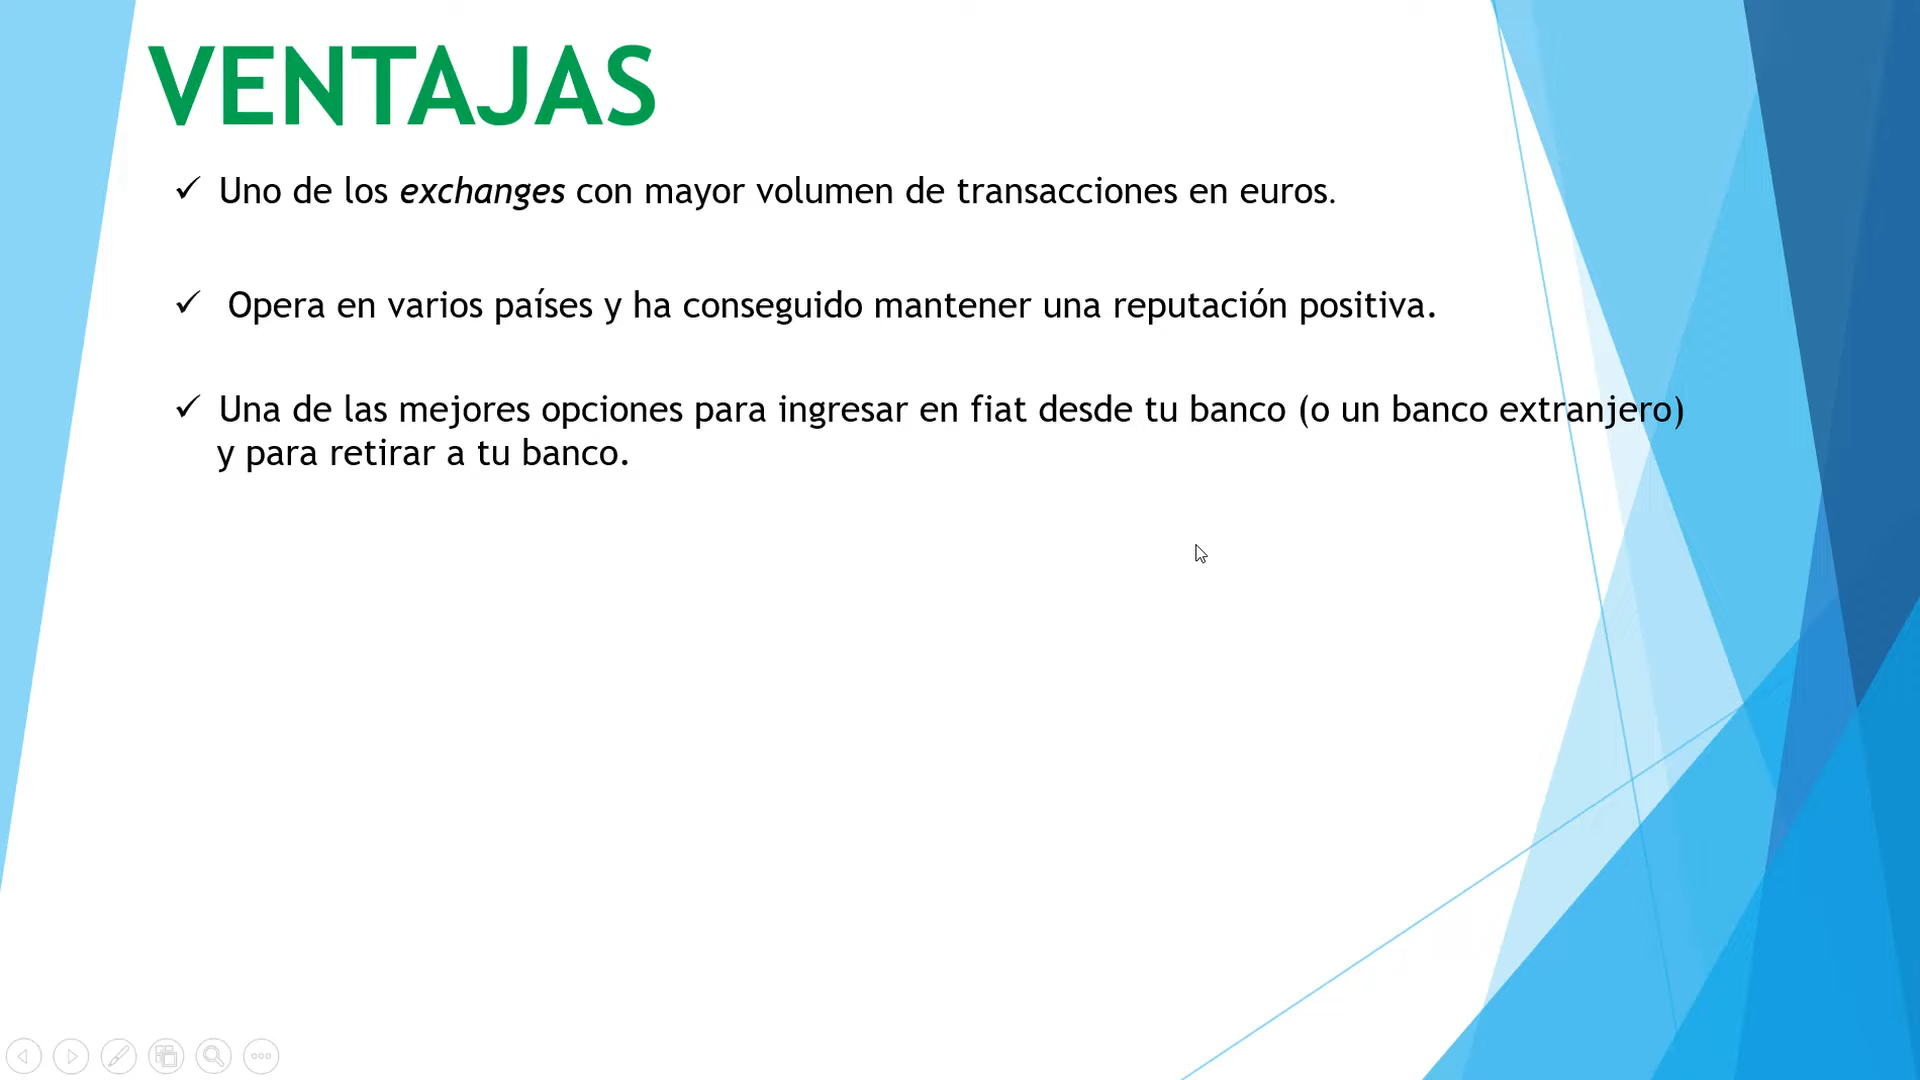 VENTAJAS
✓ Uno de los exchanges con mayor volumen de transacciones en euros.
✓ Opera en varios países y ha conseguido mantener una reputación positiva.
✓ Una de las mejores opciones para ingresar en fiat desde tu banco (o un banco extranjero)
y para retirar a tu banco.